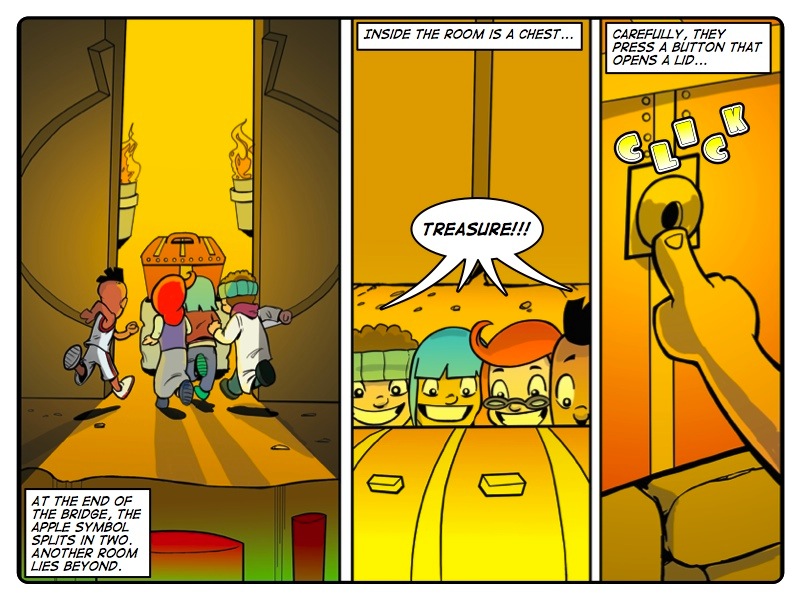 AT THE END OF
THE BRIDGE, THE
APPLE SYMBOL
SPLITS IN TWO.
ANOTHER ROOM
LIES BEYOND.
INSIDE THE ROOM IS A CHEST...
TREASURE!!!
CAREFULLY, THEY
PRESS A BUTTON THAT
OPENS A LID...
CLICK